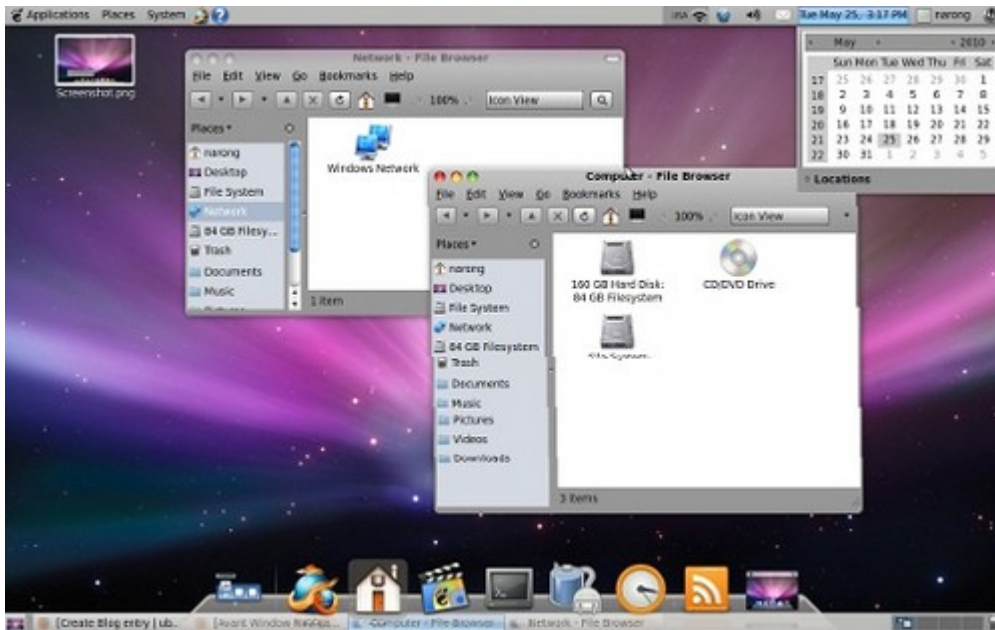 Applications Places System
USA
Tue May 25, 3:17 PM
narong
Screenshot.png
Network - File Browser
File Edit View Go Bookmarks Help
100% Icon View
Places
narong
Desktop
File System
Network
84 GB Filesy...
Trash
Documents
Music
Windows Network
1 item
Computer - File Browser
File Edit View Go Bookmarks Help
100% Icon View
Places
narong
Desktop
File System
Network
84 GB Filesystem
Trash
Documents
Music
Pictures
Videos
Downloads
160 GB Hard Disk:
84 GB Filesystem
CD/DVD Drive
File System
3 items
May 2010
Sun Mon Tue Wed Thu Fri Sat
17 25 26 27 28 29 30 1
18 2 3 4 5 6 7 8
19 9 10 11 12 13 14 15
20 16 17 18 19 20 21 22
21 23 24 25 26 27 28 29
22 30 31 1 2 3 4 5
Locations
[Create Blog entry | ub...
[Avant Window
Computer - File Browser
Network - File Browser